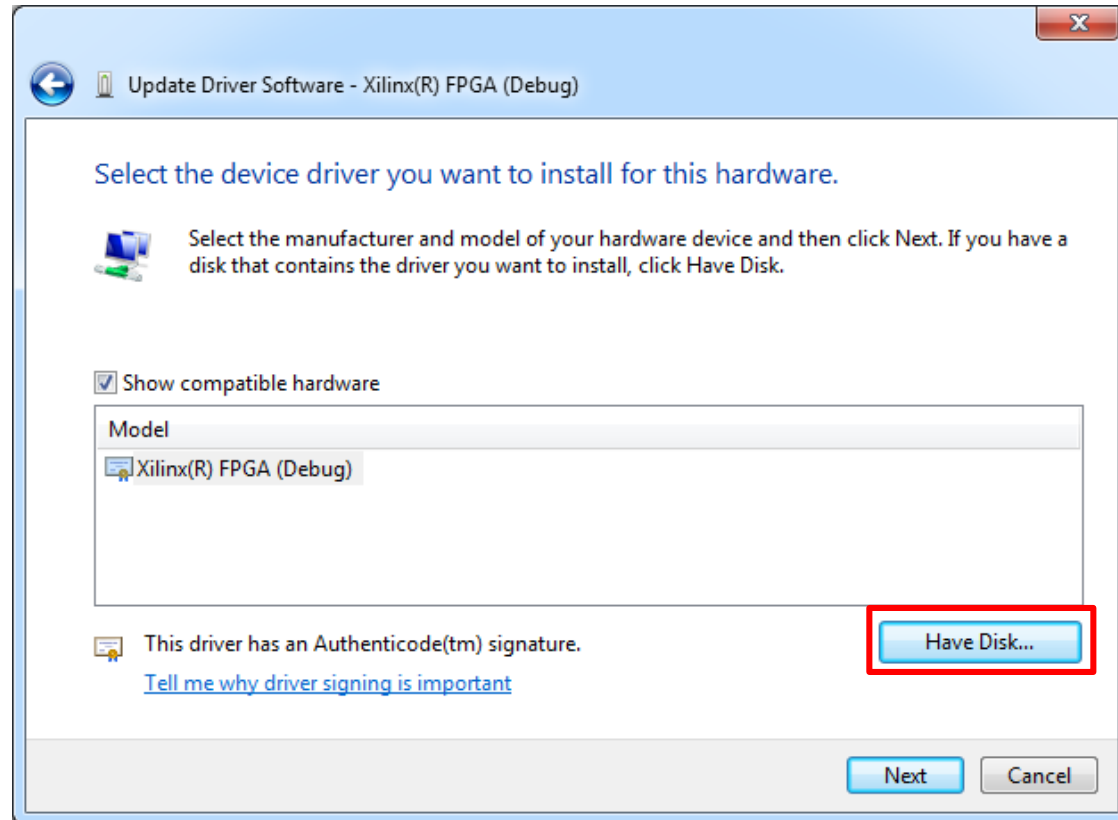 Update Driver Software - Xilinx(R) FPGA (Debug)
Select the device driver you want to install for this hardware.
Select the manufacturer and model of your hardware device and then click Next. If you have a
disk that contains the driver you want to install, click Have Disk.
Show compatible hardware
Model
Xilinx(R) FPGA (Debug)
This driver has an Authenticode(tm) signature.
Have Disk...
Tell me why driver signing is important
Next
Cancel